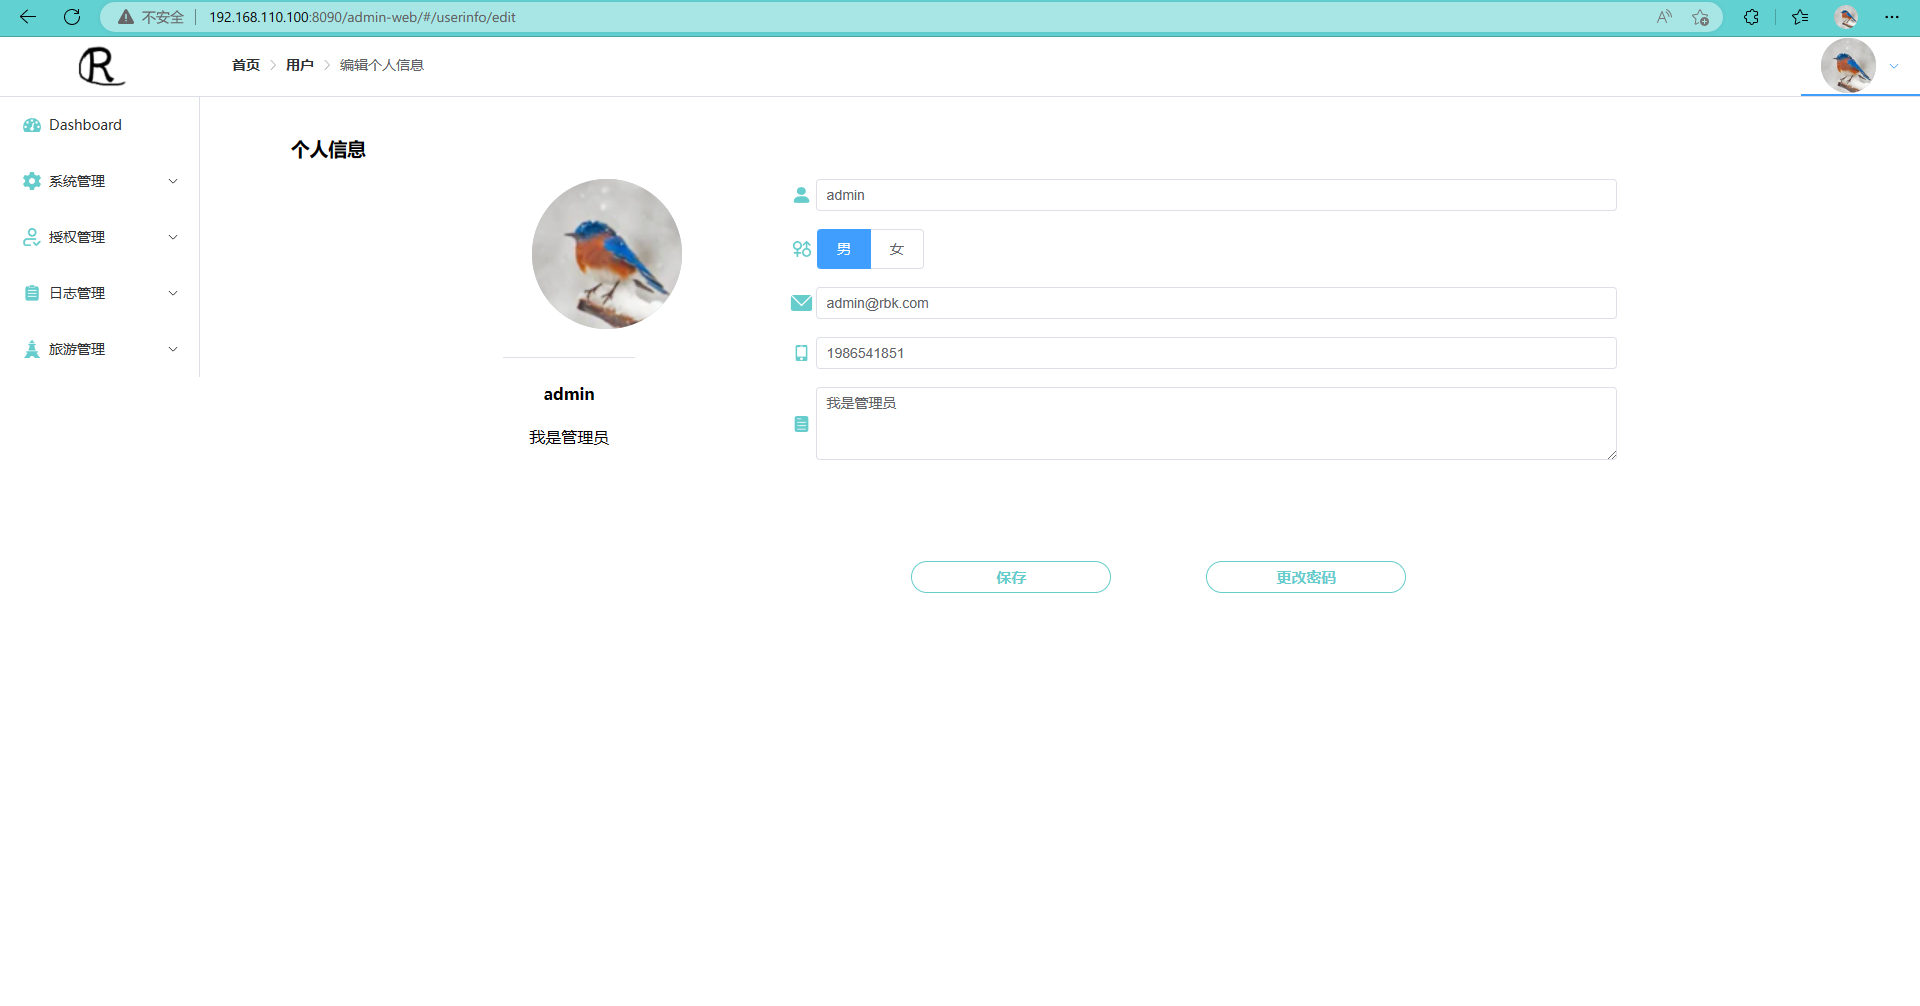 不安全 192.168.110.100:8090/admin-web/#/userinfo/edit
R
首页 > 用户 > 编辑个人信息
Dashboard
系统管理
授权管理
日志管理
旅游管理
个人信息
admin
我是管理员
admin
男 女
admin@rbk.com
1986541851
我是管理员
保存 更改密码